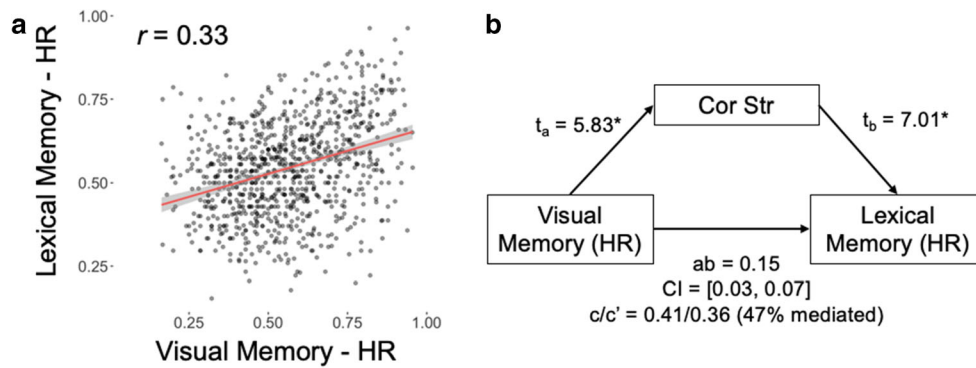 a
r = 0.33
Lexical Memory - HR
1.00
0.75
0.50
0.25
0.25 0.50 0.75 1.00
Visual Memory - HR
b
Cor Str
tₐ = 5.83*
t_b = 7.01*
Visual
Memory (HR)
Lexical
Memory (HR)
ab = 0.15
CI = [0.03, 0.07]
c/c' = 0.41/0.36 (47% mediated)